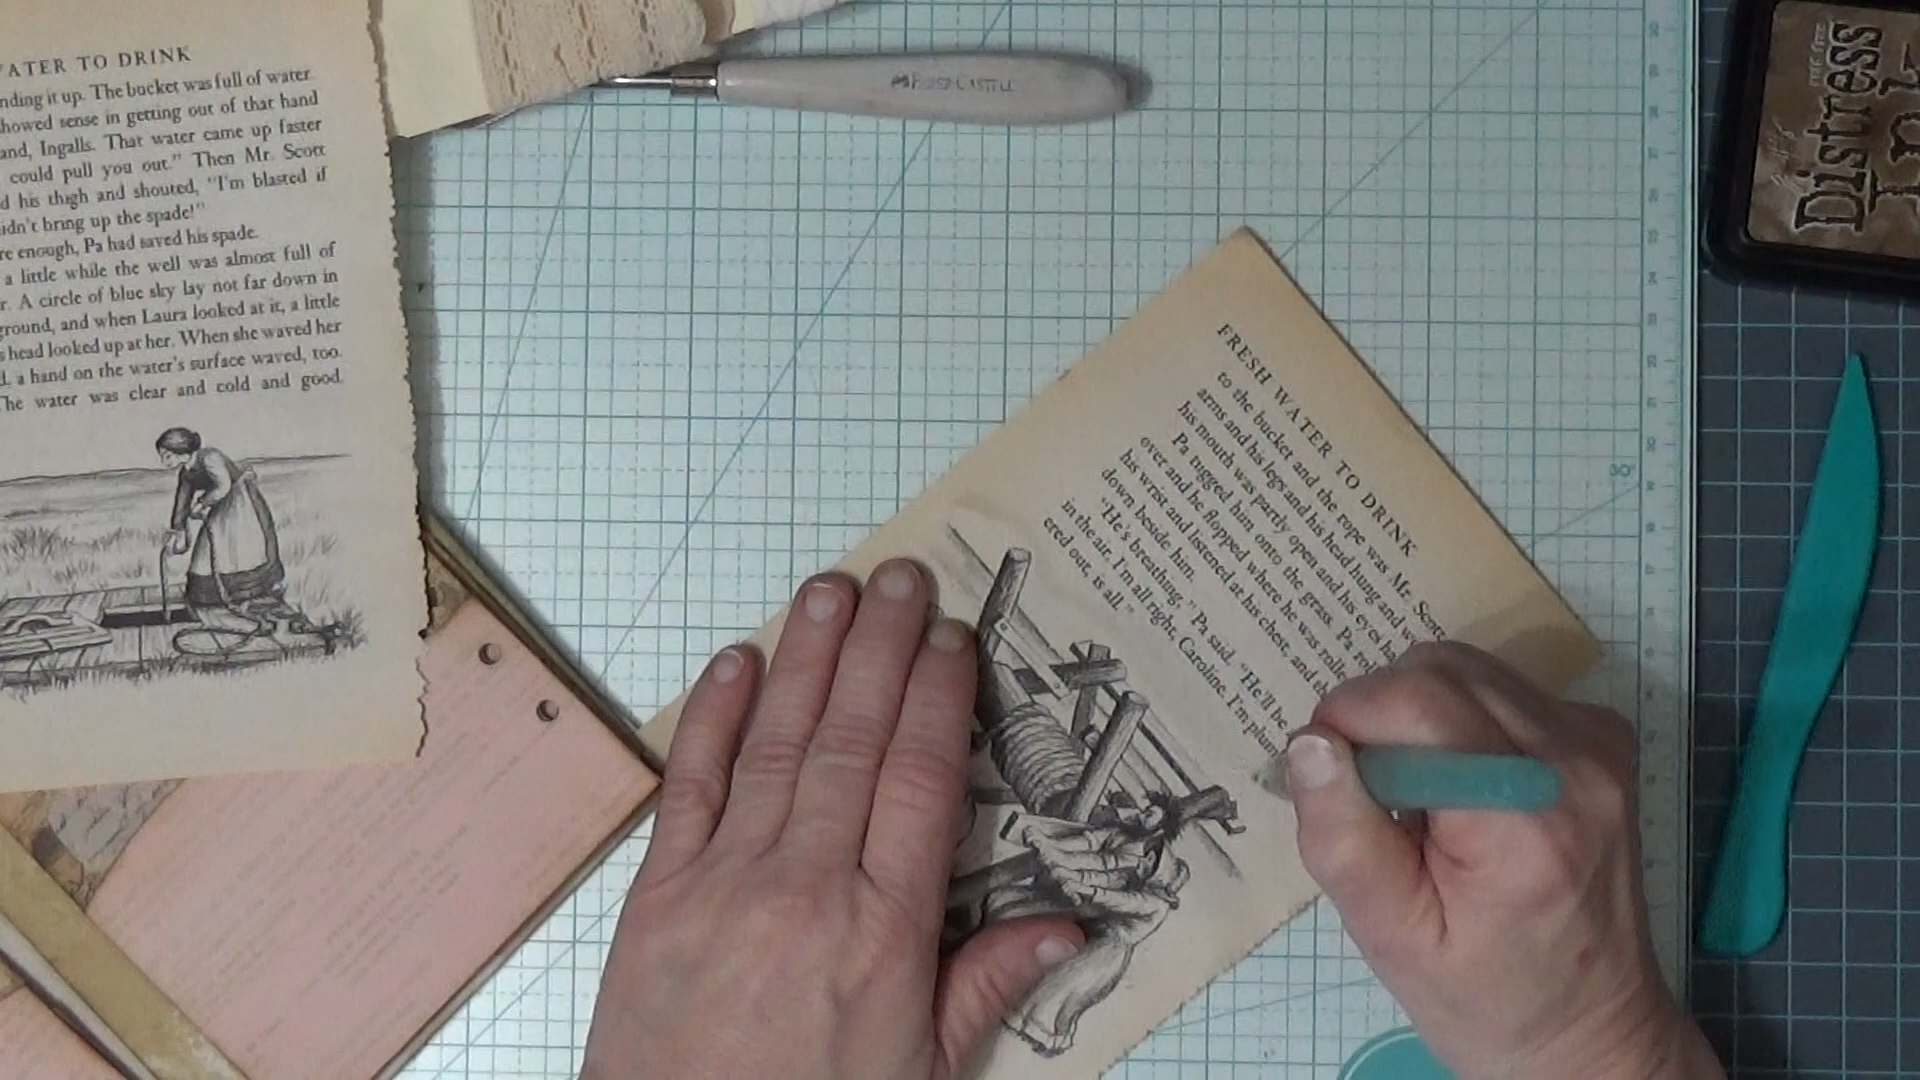 WATER TO DRINK
nding it up. The bucket was full of water
howed sense in getting out of that hand
and, Ingalls. That water came up faster
could pull you out." Then Mr. Scott
d his thigh and shouted, "I'm blasted if
idn't bring up the spade!"
re enough, Pa had saved his spade.
a little while the well was almost full of
r. A circle of blue sky lay not far down in
ground, and when Laura looked at it, a little
s head looked up at her. When she waved her
d, a hand on the water's surface waved, too.
The water was clear and cold and good.
FRESH WATER TO DRINK
to the bucket and the rope was Mr. Scott
arms and his legs and his head hung and w
his mouth was partly open and his eyes ha
Pa tugged him onto the grass. Pa roll
over and he flopped where he was rolle
his wrist and listened at his chest, and th
down beside him.
"He's breathing," Pa said. "He'll be
in the air. I'm all right, Caroline. I'm plum
ered out, is all."
Distress
Ink